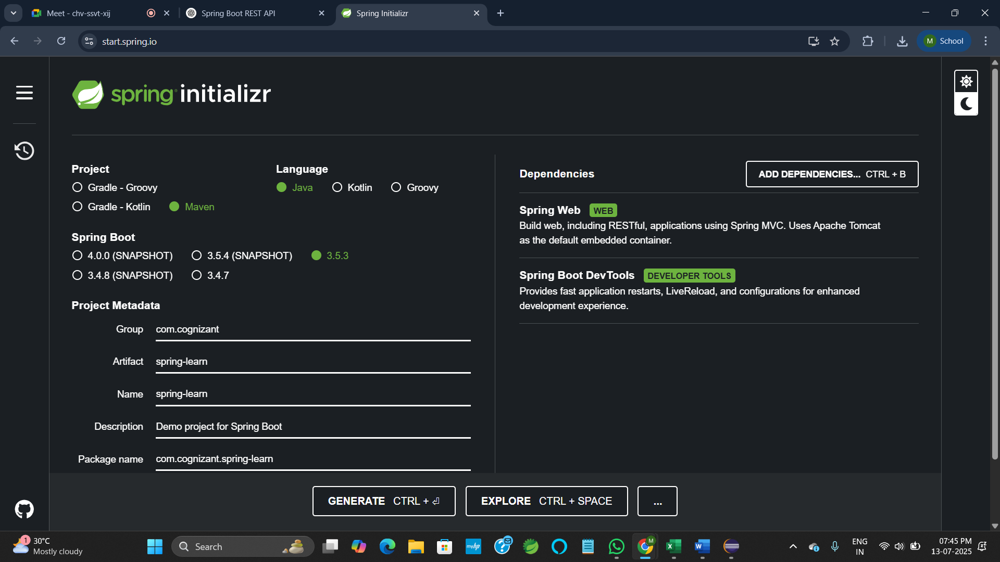 Meet - chv-ssvt-xij
Spring Boot REST API
Spring Initializr
start.spring.io
M School
spring initializr
Project
Gradle - Groovy
Gradle - Kotlin Maven
Language
Java Kotlin Groovy
Spring Boot
4.0.0 (SNAPSHOT) 3.5.4 (SNAPSHOT) 3.5.3
3.4.8 (SNAPSHOT) 3.4.7
Project Metadata
Group com.cognizant
Artifact spring-learn
Name spring-learn
Description Demo project for Spring Boot
Package name com.cognizant.spring-learn
Dependencies
ADD DEPENDENCIES... CTRL + B
Spring Web WEB
Build web, including RESTful, applications using Spring MVC. Uses Apache Tomcat
as the default embedded container.
Spring Boot DevTools DEVELOPER TOOLS
Provides fast application restarts, LiveReload, and configurations for enhanced
development experience.
GENERATE CTRL + ⏎
EXPLORE CTRL + SPACE
...
1
30°C
Mostly cloudy
Search
myhp
M
X
W
ENG
IN
07:45 PM
13-07-2025